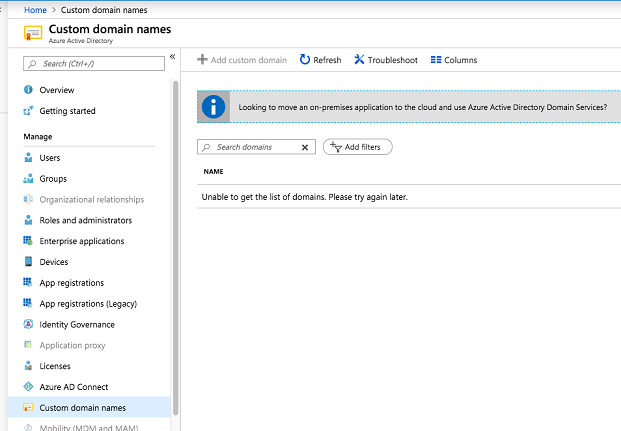 Home > Custom domain names
Custom domain names
Azure Active Directory
Search (Ctrl+/)
«
Overview
Getting started
Manage
Users
Groups
Organizational relationships
Roles and administrators
Enterprise applications
Devices
App registrations
App registrations (Legacy)
Identity Governance
Application proxy
Licenses
Azure AD Connect
Custom domain names
Mobility (MDM and MAM)
+ Add custom domain Refresh Troubleshoot Columns
Looking to move an on-premises application to the cloud and use Azure Active Directory Domain Services?
Search domains Add filters
NAME
Unable to get the list of domains. Please try again later.